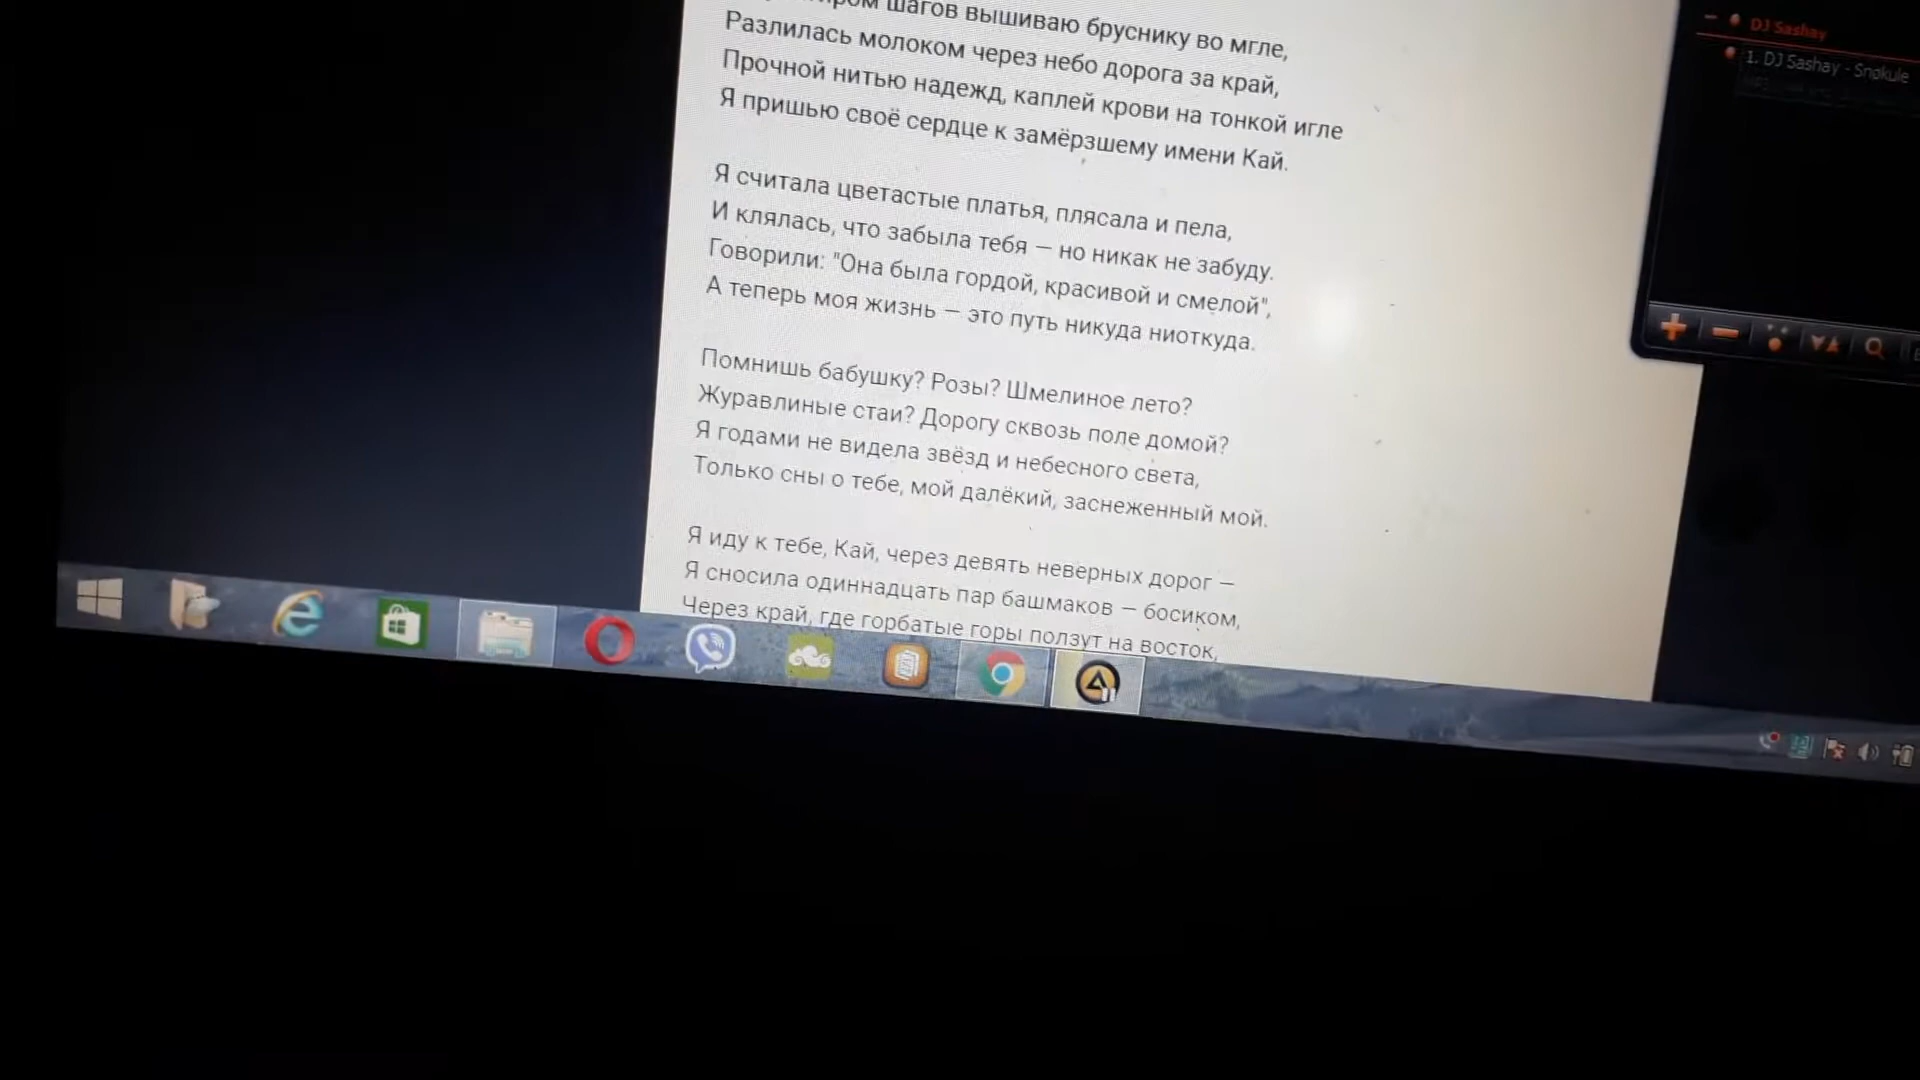 шагов вышиваю бруснику во мгле,
Разлилась молоком через небо дорога за край,
Прочной нитью надежд, каплей крови на тонкой игле
Я пришью своё сердце к замёрзшему имени Кай.
Я считала цветастые платья, плясала и пела,
И клялась, что забыла тебя — но никак не забуду.
Говорили: "Она была гордой, красивой и смелой",
А теперь моя жизнь — это путь никуда ниоткуда.
Помнишь бабушку? Розы? Шмелиное лето?
Журавлиные стаи? Дорогу сквозь поле домой?
Я годами не видела звёзд и небесного света,
Только сны о тебе, мой далёкий, заснеженный мой.
Я иду к тебе, Кай, через девять неверных дорог —
Я сносила одиннадцать пар башмаков — босиком,
Через край, где горбатые горы ползут на восток,
DJ Sashay
1. DJ Sashay - Snøkule